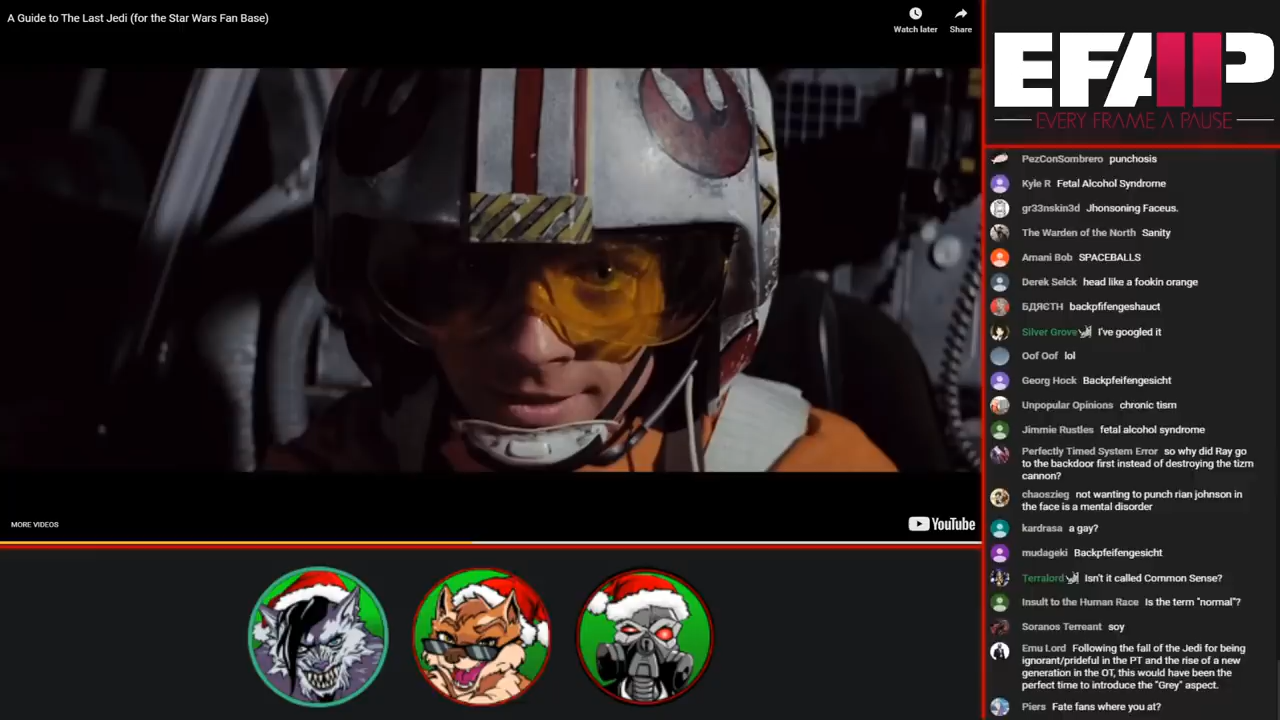 A Guide to The Last Jedi (for the Star Wars Fan Base)
Watch later
Share
MORE VIDEOS
YouTube
EFAP
EVERY FRAME A PAUSE
PezConSombrero punchosis
Kyle R Fetal Alcohol Syndrome
gr33nskin3d Jhonsoning Faceus.
The Warden of the North Sanity
Amani Bob SPACEBALLS
Derek Selck head like a fookin orange
БДЯЄTH backpfifengeshauct
Silver Grove I've googled it
Oof Oof lol
Georg Hock Backpfeifengesicht
Unpopular Opinions chronic tism
Jimmie Rustles fetal alcohol syndrome
Perfectly Timed System Error so why did Ray go
to the backdoor first instead of destroying the tizm
cannon?
chaoszieg not wanting to punch rian johnson in
the face is a mental disorder
kardrasa a gay?
mudageki Backpfeifengesicht
Terralord Isn't it called Common Sense?
Insult to the Human Race Is the term "normal"?
Soranos Terreant soy
Emu Lord Following the fall of the Jedi for being
ignorant/prideful in the PT and the rise of a new
generation in the OT, this would have been the
perfect time to introduce the "Grey" aspect.
Piers Fate fans where you at?